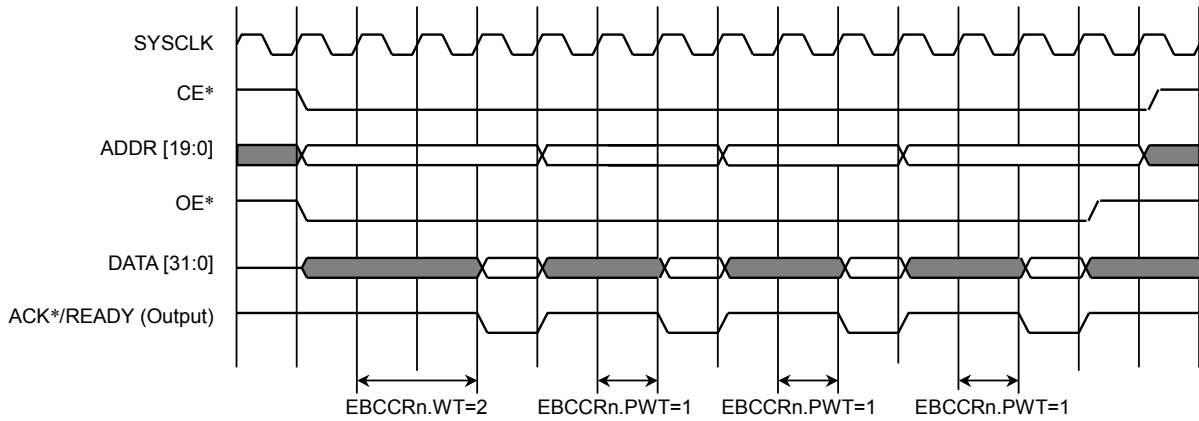 SYSCLK
CE*
ADDR [19:0]
OE*
DATA [31:0]
ACK*/READY (Output)
EBCCRn.WT=2 EBCCRn.PWT=1 EBCCRn.PWT=1 EBCCRn.PWT=1